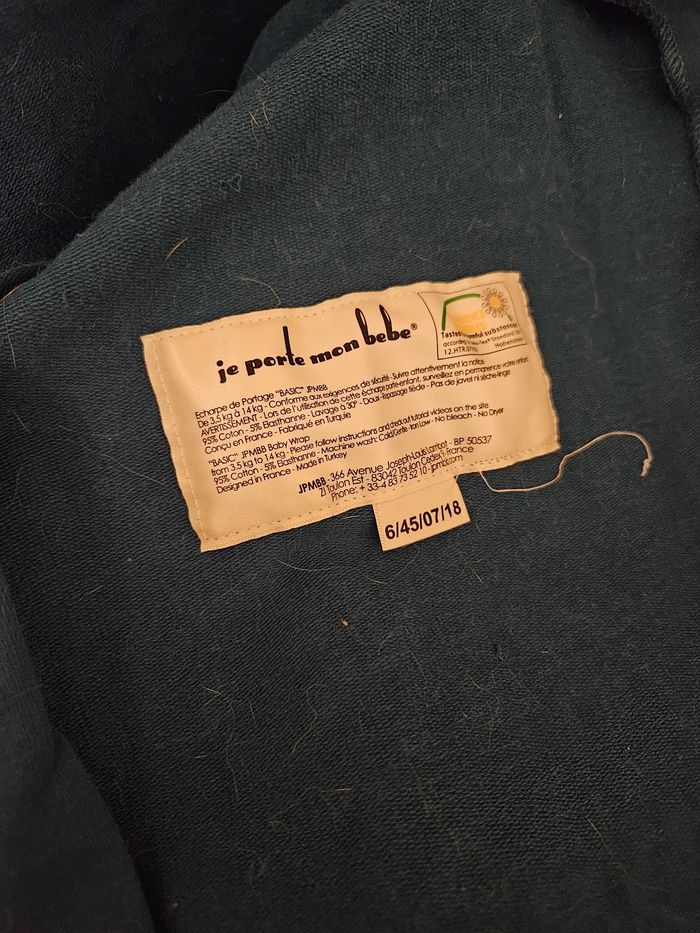 je porte mon bebe®
Tested harmful substances
12.HTR.
Hohenstein
Echarpe de Portage "BASIC" JPMBB
De 3.5 kg à 14 kg - Conforme aux exigences de sécurité - Suivre attentivement la notice
AVERTISSEMENT - Lors de l'utilisation de cette écharpe porte-enfant, surveillez en permanence votre enfant
95% Coton - 5% Elasthanne - Lavage à 30° - Doux - Repassage tiède - Pas de javel ni sèche-linge
Conçu en France - Fabriqué en Turquie
"BASIC" JPMBB Baby Wrap
from 3.5kg to 14 kg - Please follow instructions and check out tutorial videos on the site
95% Cotton - 5% Elasthanne - Machine wash: Cold/Gentle - Iron Low - No bleach - No Dryer
Designed in France - Made in Turkey
JPMBB - 366 Avenue Joseph-Louis Lambot - BP 50537
ZI Toulon Est - 83042 Toulon Cedex 9, France
Phone: + 33-4 83 73 52 10 - jpmbb.com
6/45/07/18